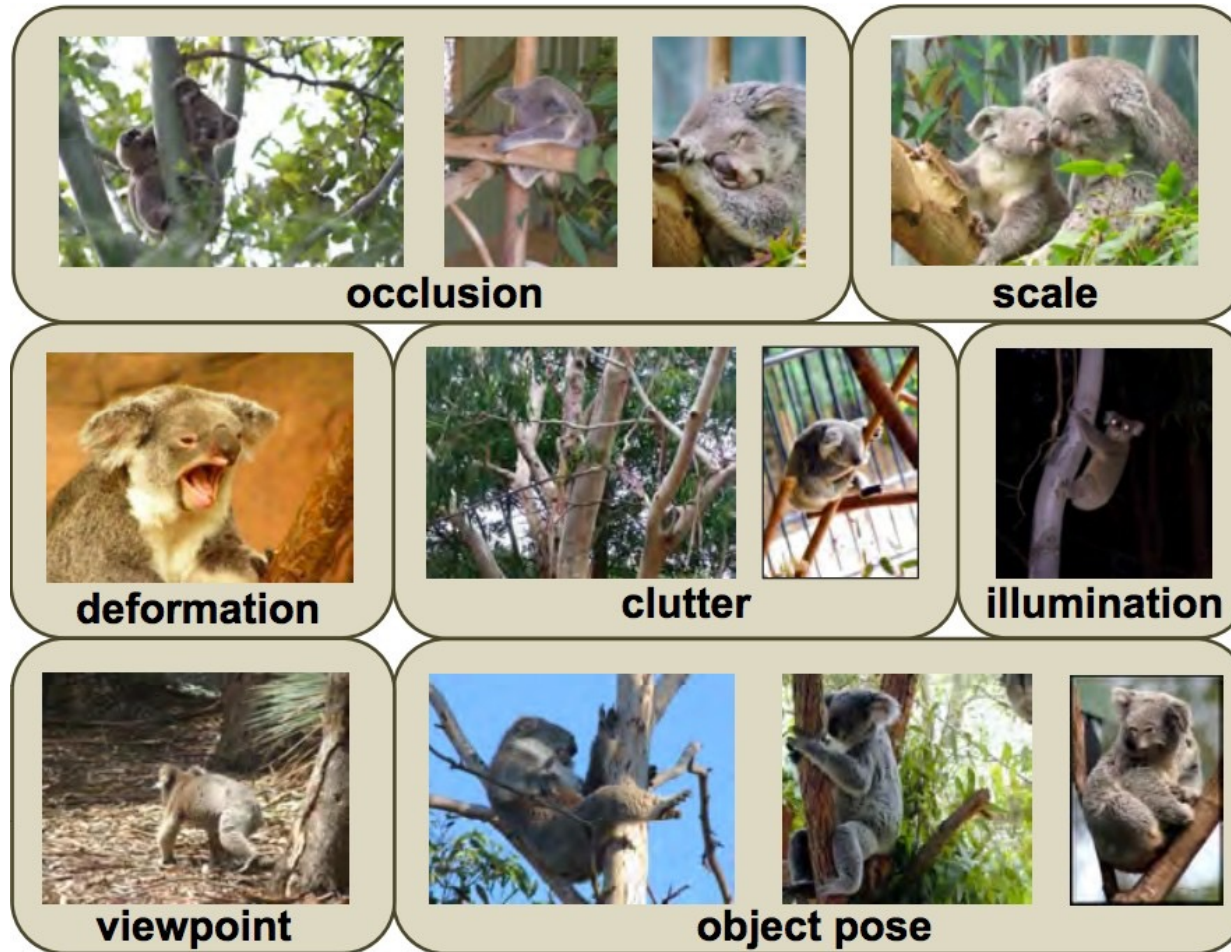 occlusion
scale
deformation
clutter
illumination
viewpoint
object pose